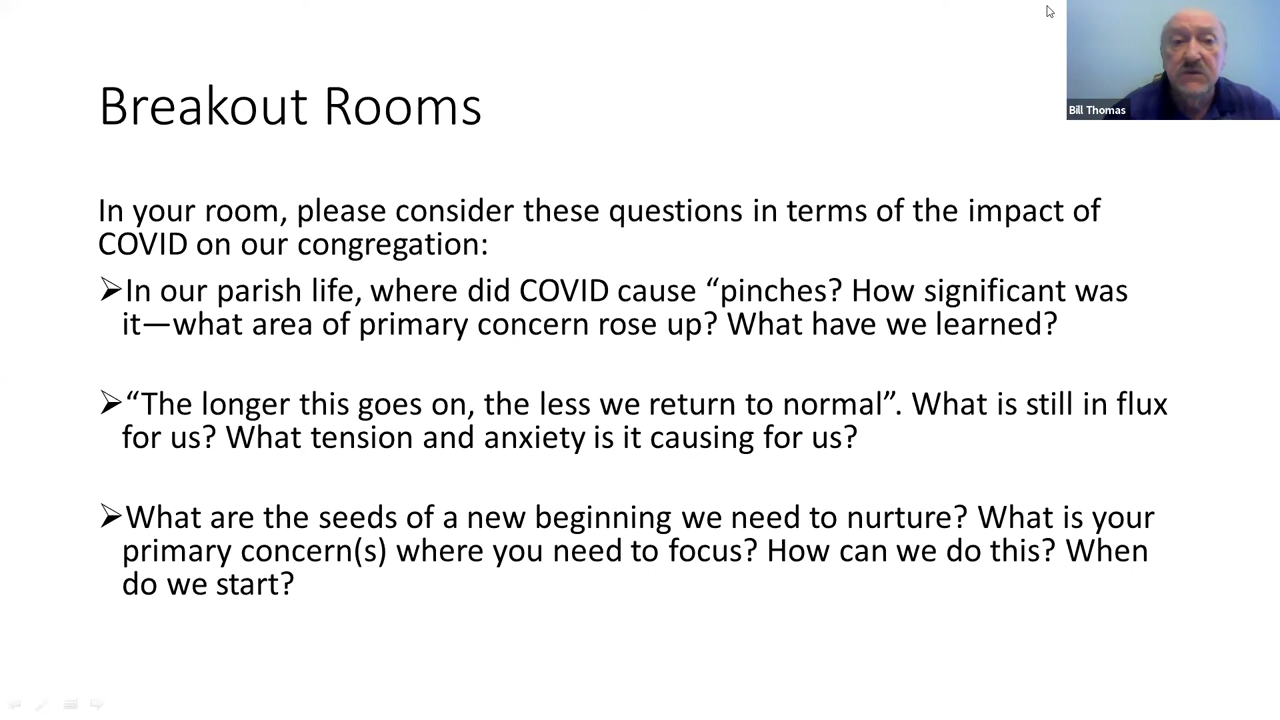 Breakout Rooms
Bill Thomas
In your room, please consider these questions in terms of the impact of
COVID on our congregation:
➢In our parish life, where did COVID cause “pinches? How significant was
it—what area of primary concern rose up? What have we learned?
➢“The longer this goes on, the less we return to normal”. What is still in flux
for us? What tension and anxiety is it causing for us?
➢What are the seeds of a new beginning we need to nurture? What is your
primary concern(s) where you need to focus? How can we do this? When
do we start?